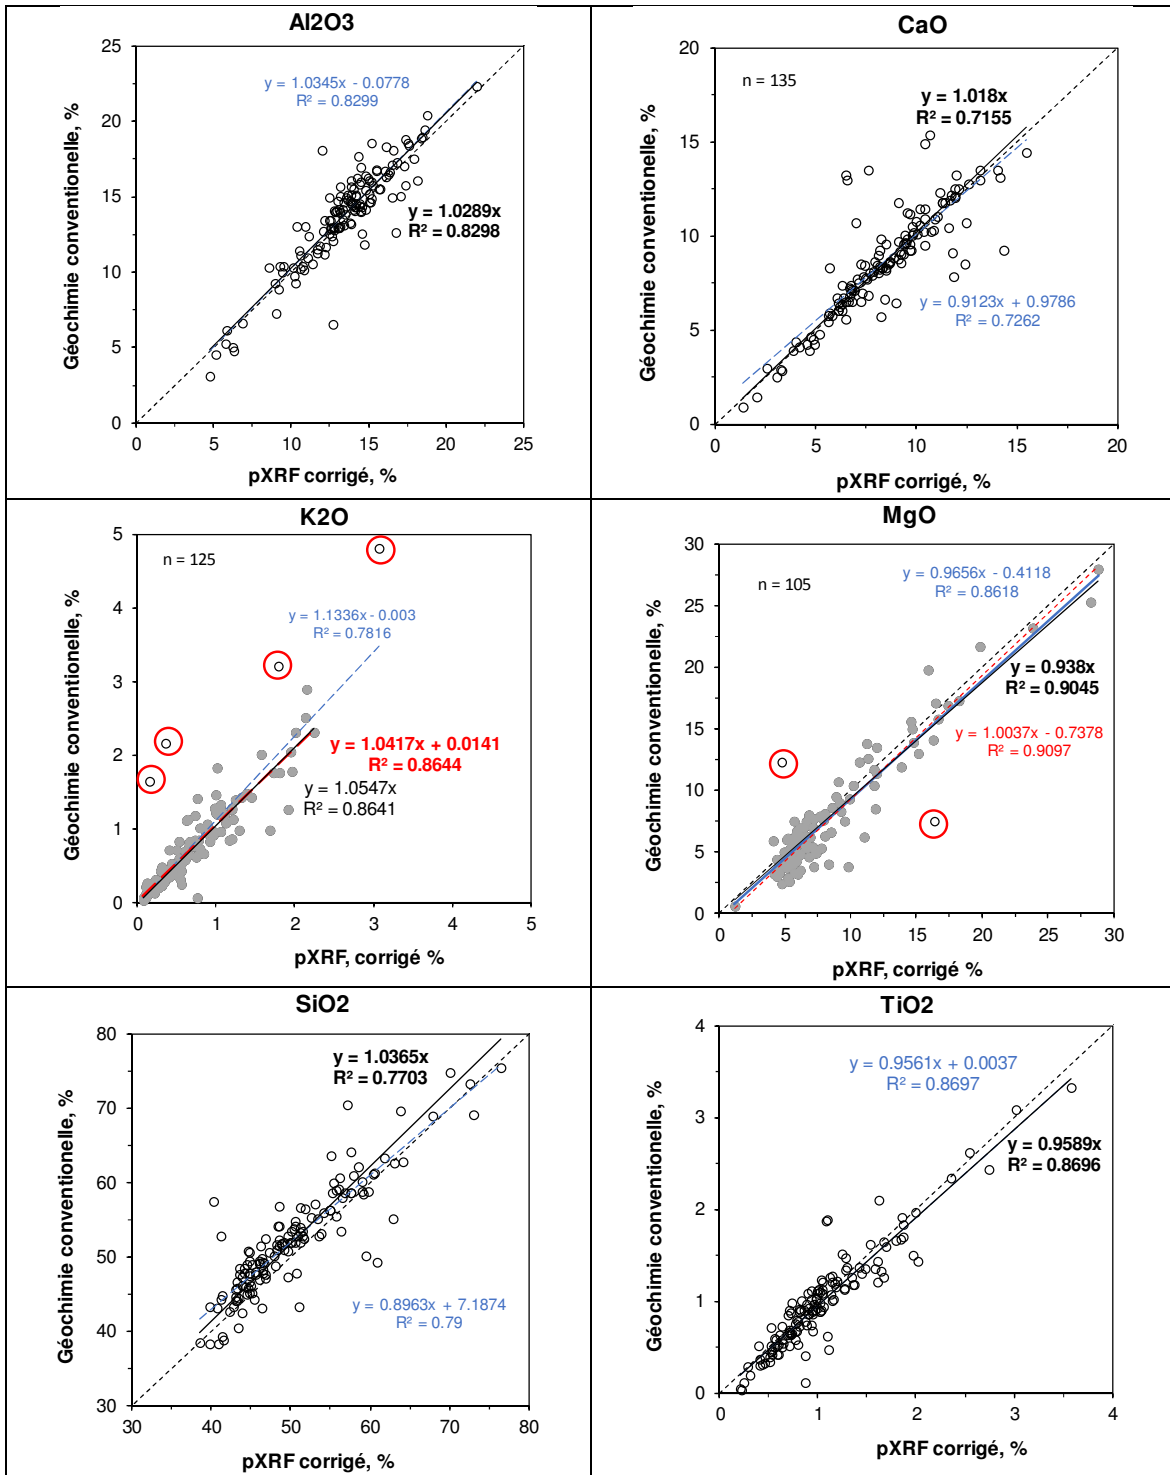 Al2O3
Géochimie conventionelle, %
25
20
15
10
5
0
y = 1.0345x - 0.0778
R² = 0.8299
y = 1.0289x
R² = 0.8298
0 5 10 15 20 25
pXRF corrigé, %
CaO
Géochimie conventionelle, %
20
15
10
5
0
n = 135
y = 1.018x
R² = 0.7155
y = 0.9123x + 0.9786
R² = 0.7262
0 5 10 15 20
pXRF corrigé, %
K2O
Géochimie conventionelle, %
5
4
3
2
1
0
n = 125
y = 1.1336x - 0.003
R² = 0.7816
y = 1.0417x + 0.0141
R² = 0.8644
y = 1.0547x
R² = 0.8641
0 1 2 3 4 5
pXRF, corrigé %
MgO
Géochimie conventionelle, %
30
25
20
15
10
5
0
y = 0.9656x - 0.4118
R² = 0.8618
n = 105
y = 0.938x
R² = 0.9045
y = 1.0037x - 0.7378
R² = 0.9097
0 5 10 15 20 25 30
pXRF, corrigé %
SiO2
Géochimie conventionelle, %
80
70
60
50
40
30
y = 1.0365x
R² = 0.7703
y = 0.8963x + 7.1874
R² = 0.79
30 40 50 60 70 80
pXRF corrigé, %
TiO2
Géochimie conventionelle, %
4
3
2
1
0
y = 0.9561x + 0.0037
R² = 0.8697
y = 0.9589x
R² = 0.8696
0 1 2 3 4
pXRF corrigé, %